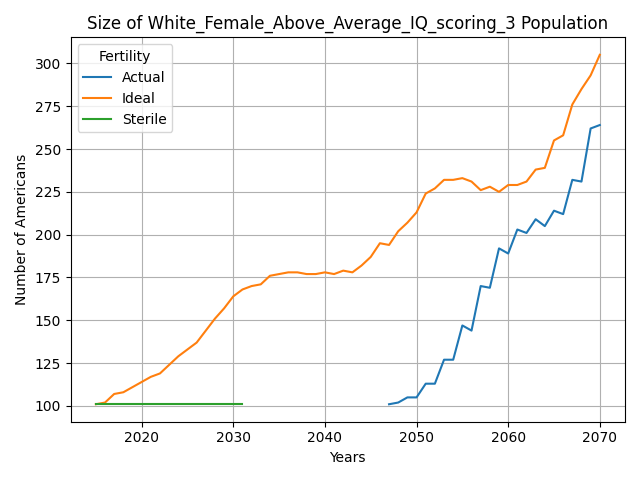 Size of White_Female_Above_Average_IQ_scoring_3 Population
Fertility
Actual
Ideal
Sterile
Number of Americans
300
275
250
225
200
175
150
125
100
2020 2030 2040 2050 2060 2070
Years